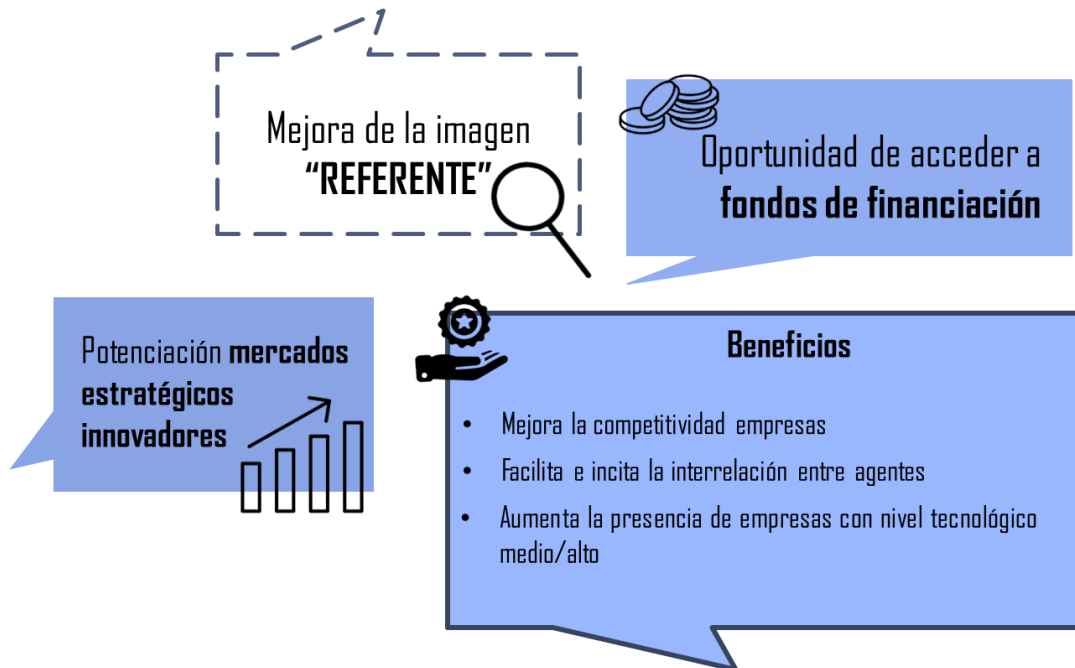 Mejora de la imagen
“REFERENTE”
Oportunidad de acceder a
fondos de financiación
Potenciación mercados
estratégicos
innovadores
Beneficios
• Mejora la competitividad empresas
• Facilita e incita la interrelación entre agentes
• Aumenta la presencia de empresas con nivel tecnológico
medio/alto